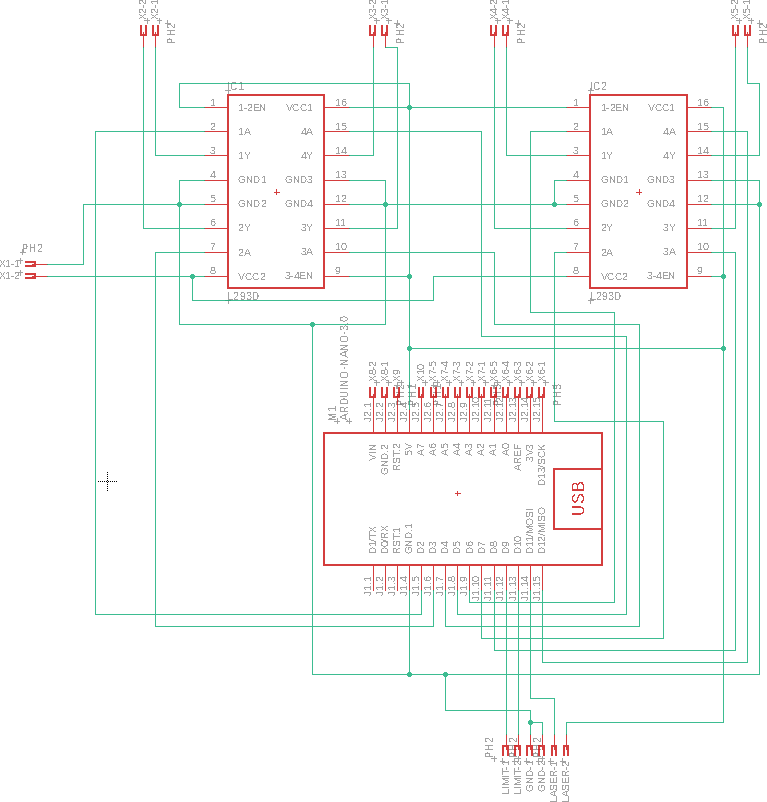 X2-2
X2-1
PH2
X3-2
X3-1
PH2
X4-2
X4-1
PH2
X5-2
X5-1
PH2
IC1
1 1-2EN VCC1 16
2 1A 4A 15
3 1Y 4Y 14
4 GND1 GND3 13
5 GND2 GND4 12
6 2Y 3Y 11
7 2A 3A 10
8 VCC2 3-4EN 9
L293D
IC2
1 1-2EN VCC1 16
2 1A 4A 15
3 1Y 4Y 14
4 GND1 GND3 13
5 GND2 GND4 12
6 2Y 3Y 11
7 2A 3A 10
8 VCC2 3-4EN 9
L293D
PH2
X1-1
X1-2
M1
ARDUINO-NANO-3.0
X8-2
X8-1
X9
X10
X7-5
X7-4
X7-3
X7-2
X7-1
X6-5
X6-4
X6-3
X6-2
X6-1
PH5
J2.1
J2.2
J2.3
J2.4
J2.5
J2.6
J2.7
J2.8
J2.9
J2.10
J2.11
J2.12
J2.13
J2.14
J2.15
VIN
GND.2
RST.2
5V
A7
A6
A5
A4
A3
A2
A1
A0
AREF
3V3
D13/SCK
USB
D1/TX
D0/RX
RST.1
GND.1
D2
D3
D4
D5
D6
D7
D8
D9
D10
D11/MOSI
D12/MISO
J1.1
J1.2
J1.3
J1.4
J1.5
J1.6
J1.7
J1.8
J1.9
J1.10
J1.11
J1.12
J1.13
J1.14
J1.15
PH2
PH2
PH2
LIMIT-1
LIMIT-2
GND-1
GND-2
LASER-1
LASER-2